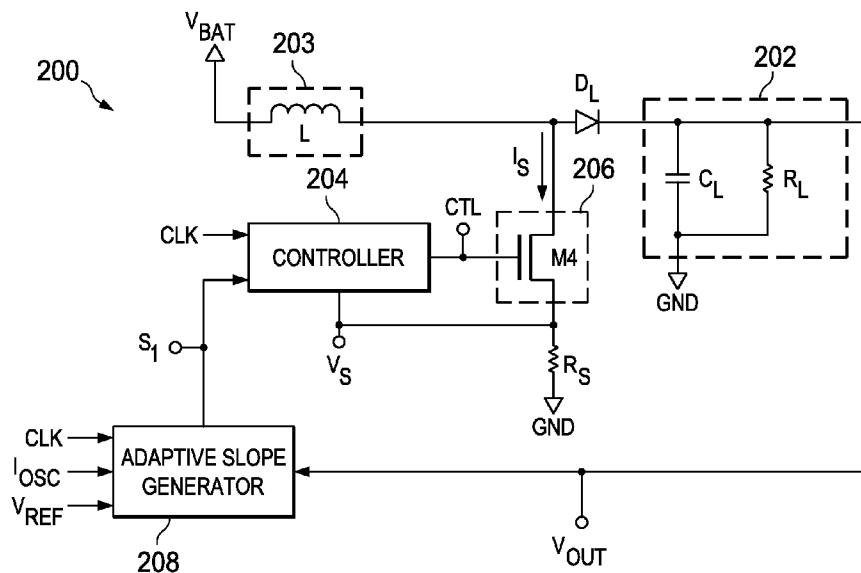 V_BAT
200
203
L
D_L
202
I_S
206
C_L
R_L
204
CTL
CLK
CONTROLLER
M4
GND
S_1
V_S
R_S
GND
CLK
I_OSC
V_REF
ADAPTIVE SLOPE
GENERATOR
208
V_OUT